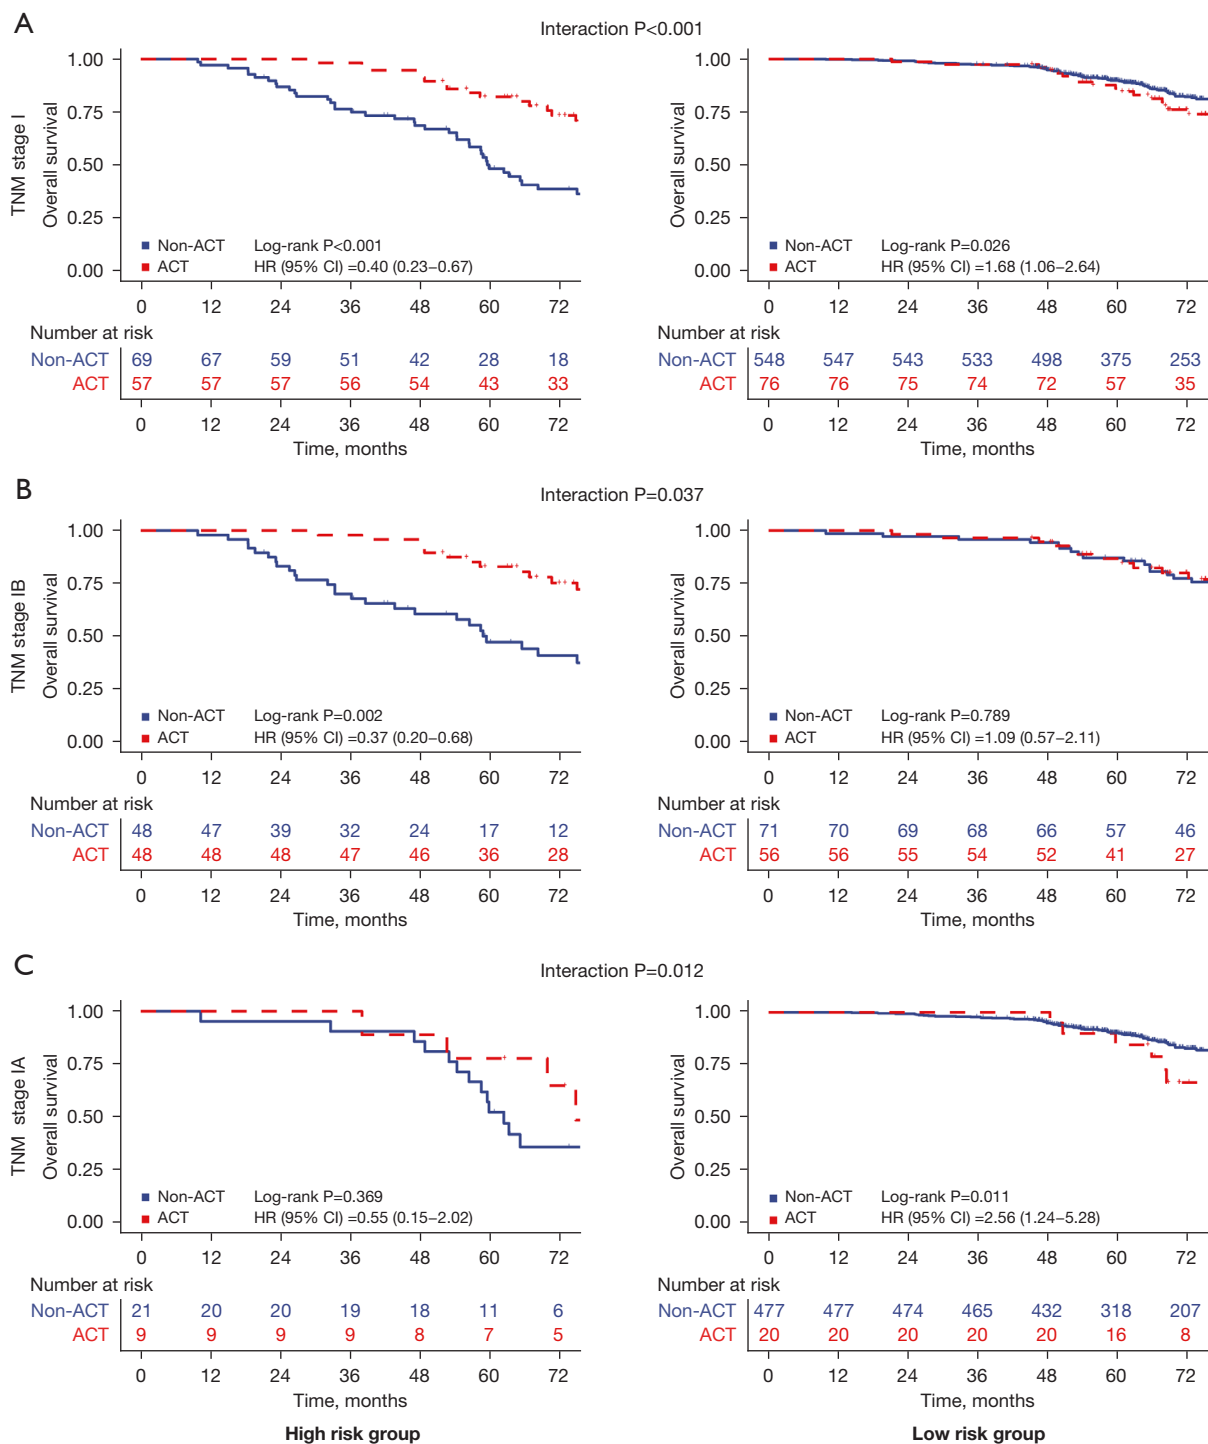 A
Interaction P<0.001
TNM stage I
Overall survival
1.00
0.75
0.50
0.25
0.00
Non-ACT Log-rank P<0.001
ACT HR (95% CI) =0.40 (0.23–0.67)
0 12 24 36 48 60 72
Number at risk
Non-ACT 69 67 59 51 42 28 18
ACT 57 57 57 56 54 43 33
0 12 24 36 48 60 72
Time, months
Overall survival
1.00
0.75
0.50
0.25
0.00
Non-ACT Log-rank P=0.026
ACT HR (95% CI) =1.68 (1.06–2.64)
0 12 24 36 48 60 72
Number at risk
Non-ACT 548 547 543 533 498 375 253
ACT 76 76 75 74 72 57 35
0 12 24 36 48 60 72
Time, months
B
Interaction P=0.037
TNM stage IB
Overall survival
1.00
0.75
0.50
0.25
0.00
Non-ACT Log-rank P=0.002
ACT HR (95% CI) =0.37 (0.20–0.68)
0 12 24 36 48 60 72
Number at risk
Non-ACT 48 47 39 32 24 17 12
ACT 48 48 48 47 46 36 28
0 12 24 36 48 60 72
Time, months
Overall survival
1.00
0.75
0.50
0.25
0.00
Non-ACT Log-rank P=0.789
ACT HR (95% CI) =1.09 (0.57–2.11)
0 12 24 36 48 60 72
Number at risk
Non-ACT 71 70 69 68 66 57 46
ACT 56 56 55 54 52 41 27
0 12 24 36 48 60 72
Time, months
C
Interaction P=0.012
TNM stage IA
Overall survival
1.00
0.75
0.50
0.25
0.00
Non-ACT Log-rank P=0.369
ACT HR (95% CI) =0.55 (0.15–2.02)
0 12 24 36 48 60 72
Number at risk
Non-ACT 21 20 20 19 18 11 6
ACT 9 9 9 9 8 7 5
0 12 24 36 48 60 72
Time, months
High risk group
Overall survival
1.00
0.75
0.50
0.25
0.00
Non-ACT Log-rank P=0.011
ACT HR (95% CI) =2.56 (1.24–5.28)
0 12 24 36 48 60 72
Number at risk
Non-ACT 477 477 474 465 432 318 207
ACT 20 20 20 20 20 16 8
0 12 24 36 48 60 72
Time, months
Low risk group